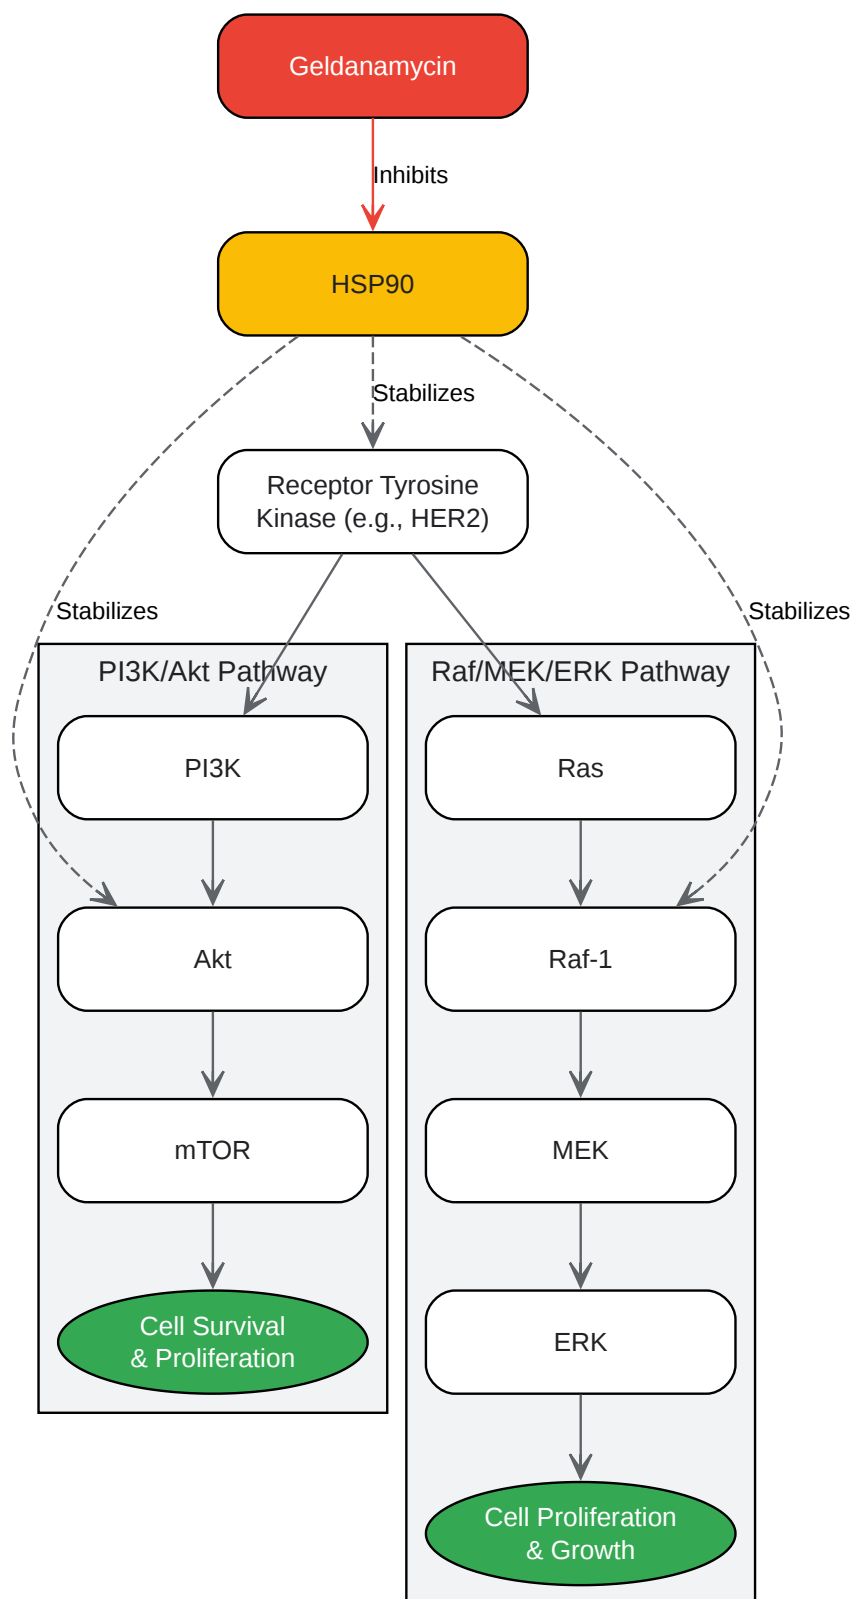 Geldanamycin
Inhibits
HSP90
Stabilizes
Receptor Tyrosine
Kinase (e.g., HER2)
Stabilizes
Stabilizes
PI3K/Akt Pathway
Raf/MEK/ERK Pathway
PI3K
Ras
Akt
Raf-1
mTOR
MEK
Cell Survival
& Proliferation
ERK
Cell Proliferation
& Growth